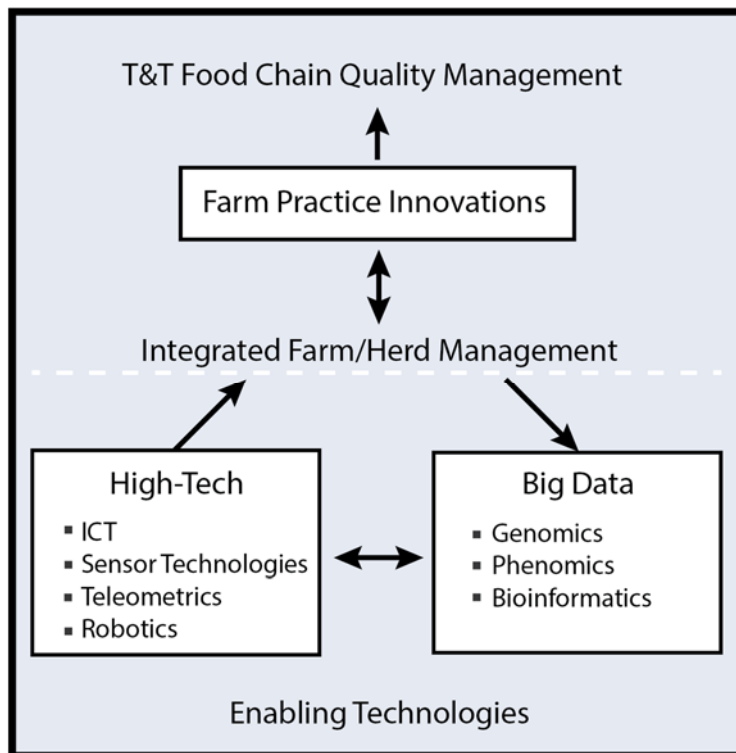 T&T Food Chain Quality Management
Farm Practice Innovations
Integrated Farm/Herd Management
High-Tech
▪ ICT
▪ Sensor Technologies
▪ Teleometrics
▪ Robotics
Big Data
▪ Genomics
▪ Phenomics
▪ Bioinformatics
Enabling Technologies